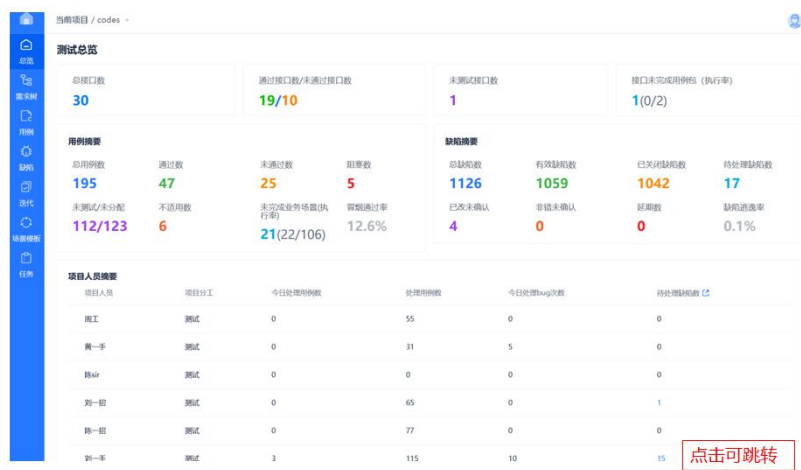 当前项目 / codes
总览
需求树
用例
缺陷
迭代
场景模板
任务
测试总览
总接口数
30
通过接口数/未通过接口数
19/10
未测试接口数
1
接口未完成用例包（执行率）
1(0/2)
用例摘要
总用例数 通过数 未通过数 阻塞数
195 47 25 5
未测试/未分配 不适用数 未完成业务场景(执行率) 冒烟通过率
112/123 6 21(22/106) 12.6%
缺陷摘要
总缺陷数 有效缺陷数 已关闭缺陷数 待处理缺陷数
1126 1059 1042 17
已改未确认 非错未确认 延期数 缺陷逃逸率
4 0 0 0.1%
项目人员摘要
项目人员 项目分工 今日处理用例数 处理用例数 今日处理bug次数 待处理缺陷数
周工 测试 0 55 0 0
黄一手 测试 0 31 5 0
陈sir 测试 0 0 0 0
刘一招 测试 0 65 0 1
陈一招 测试 0 77 0 0
刘一手 测试 3 115 10 15
点击可跳转